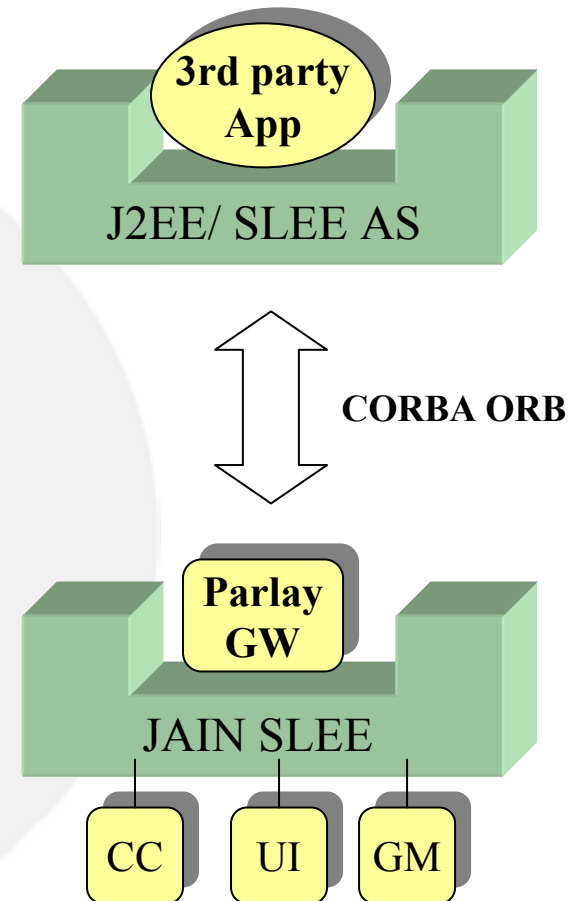 3rd party
App
J2EE/ SLEE AS
CORBA ORB
Parlay
GW
JAIN SLEE
CC
UI
GM